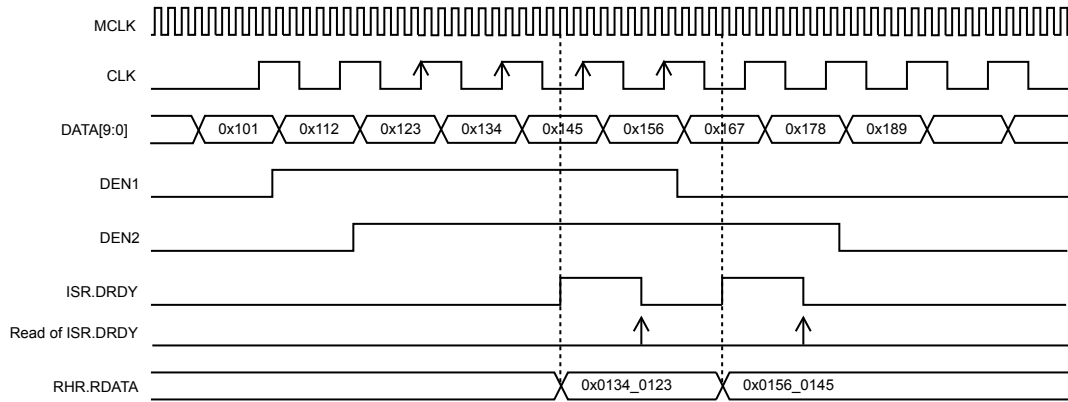 MCLK
CLK
DATA[9:0] 0x101 0x112 0x123 0x134 0x145 0x156 0x167 0x178 0x189
DEN1
DEN2
ISR.DRDY
Read of ISR.DRDY
RHR.RDATA 0x0134_0123 0x0156_0145